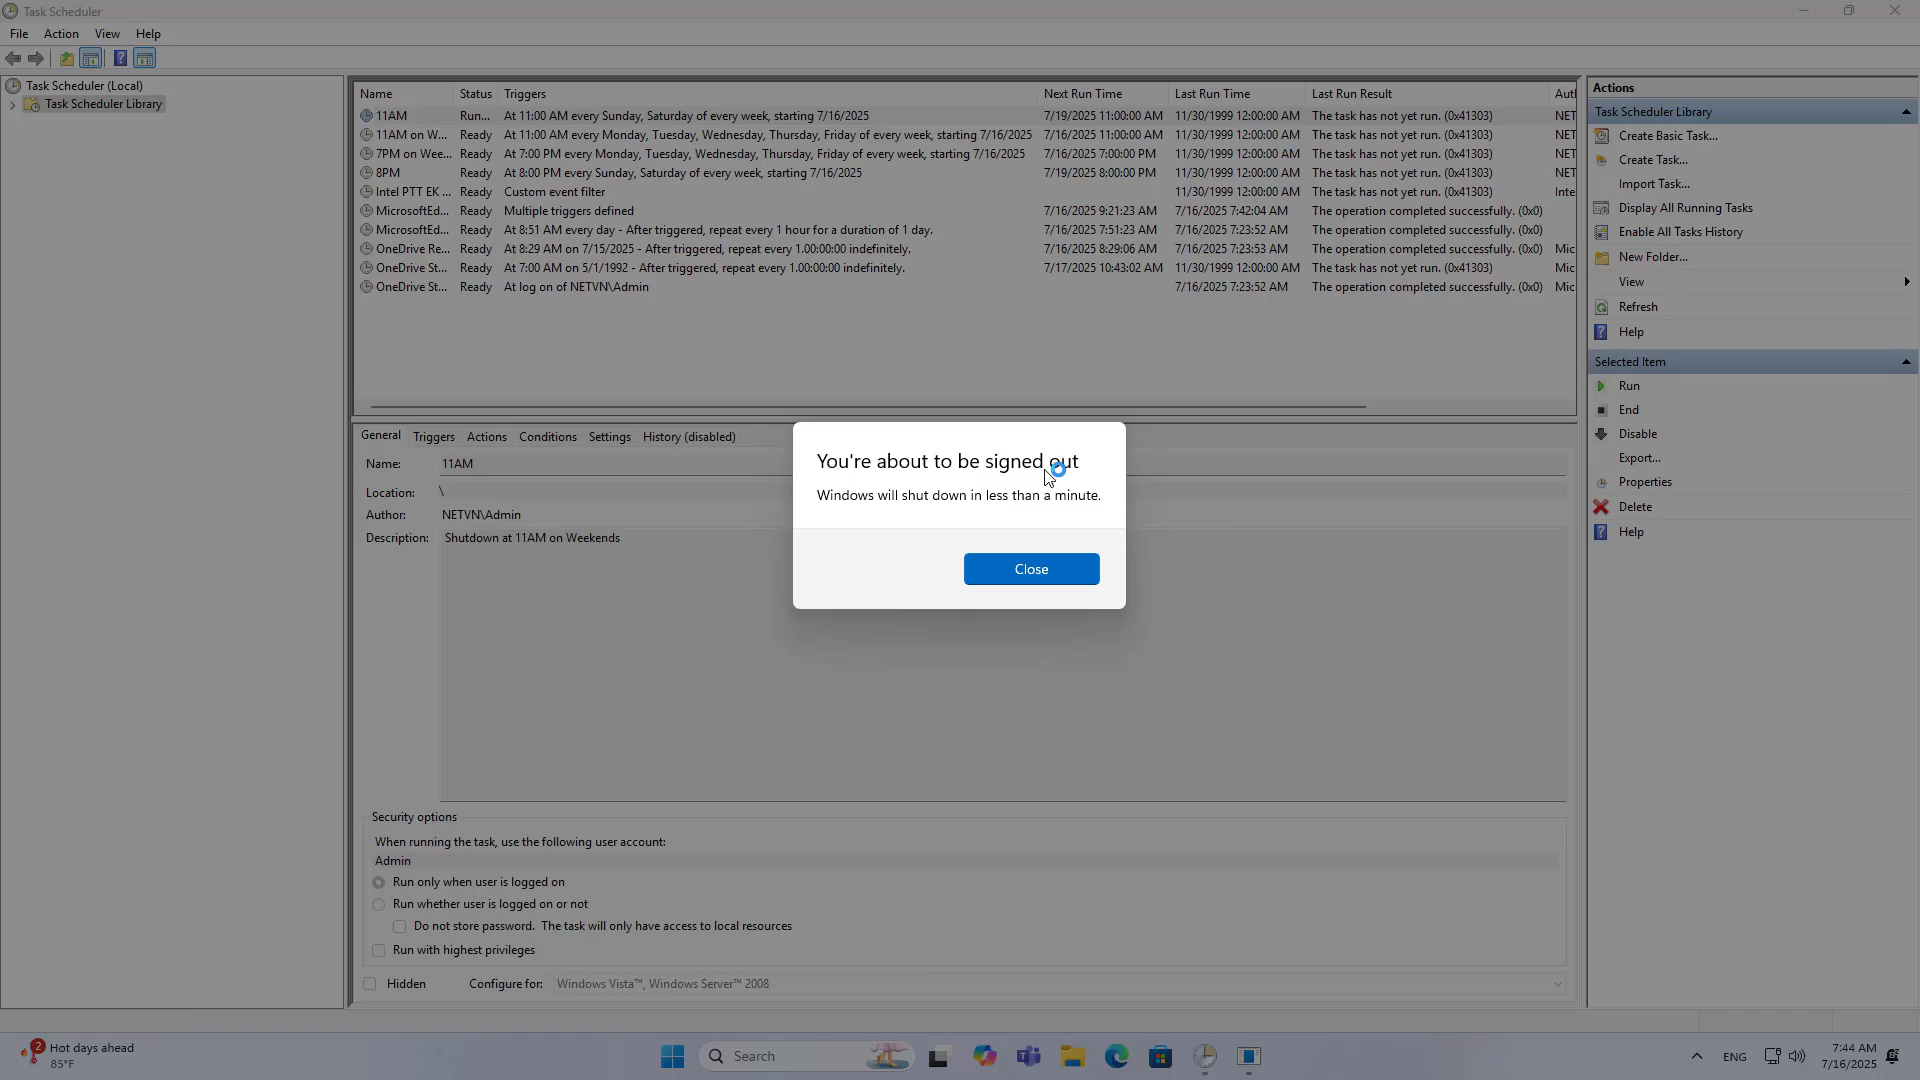 Task Scheduler
File Action View Help
Task Scheduler (Local)
Task Scheduler Library
Name Status Triggers Next Run Time Last Run Time Last Run Result Autl
11AM Run... At 11:00 AM every Sunday, Saturday of every week, starting 7/16/2025 7/19/2025 11:00:00 AM 11/30/1999 12:00:00 AM The task has not yet run. (0x41303) NET
11AM on W... Ready At 11:00 AM every Monday, Tuesday, Wednesday, Thursday, Friday of every week, starting 7/16/2025 7/16/2025 11:00:00 AM 11/30/1999 12:00:00 AM The task has not yet run. (0x41303) NET
7PM on Wee... Ready At 7:00 PM every Monday, Tuesday, Wednesday, Thursday, Friday of every week, starting 7/16/2025 7/16/2025 7:00:00 PM 11/30/1999 12:00:00 AM The task has not yet run. (0x41303) NET
8PM Ready At 8:00 PM every Sunday, Saturday of every week, starting 7/16/2025 7/19/2025 8:00:00 PM 11/30/1999 12:00:00 AM The task has not yet run. (0x41303) NET
Intel PTT EK ... Ready Custom event filter 11/30/1999 12:00:00 AM The task has not yet run. (0x41303) Inte
MicrosoftEd... Ready Multiple triggers defined 7/16/2025 9:21:23 AM 7/16/2025 7:42:04 AM The operation completed successfully. (0x0)
MicrosoftEd... Ready At 8:51 AM every day - After triggered, repeat every 1 hour for a duration of 1 day. 7/16/2025 7:51:23 AM 7/16/2025 7:23:52 AM The operation completed successfully. (0x0)
OneDrive Re... Ready At 8:29 AM on 7/15/2025 - After triggered, repeat every 1.00:00:00 indefinitely. 7/16/2025 8:29:06 AM 7/16/2025 7:23:53 AM The operation completed successfully. (0x0) Mic
OneDrive St... Ready At 7:00 AM on 5/1/1992 - After triggered, repeat every 1.00:00:00 indefinitely. 7/17/2025 10:43:02 AM 11/30/1999 12:00:00 AM The task has not yet run. (0x41303) Mic
OneDrive St... Ready At log on of NETVN\Admin 7/16/2025 7:23:52 AM The operation completed successfully. (0x0) Mic
General Triggers Actions Conditions Settings History (disabled)
Name: 11AM
Location: \
Author: NETVN\Admin
Description: Shutdown at 11AM on Weekends
You're about to be signed out
Windows will shut down in less than a minute.
Close
Security options
When running the task, use the following user account:
Admin
Run only when user is logged on
Run whether user is logged on or not
Do not store password. The task will only have access to local resources
Run with highest privileges
Hidden Configure for: Windows Vista™, Windows Server™ 2008
Actions
Task Scheduler Library
Create Basic Task...
Create Task...
Import Task...
Display All Running Tasks
Enable All Tasks History
New Folder...
View
Refresh
Help
Selected Item
Run
End
Disable
Export...
Properties
Delete
Help
2
Hot days ahead
85°F
Search
ENG
7:44 AM
7/16/2025